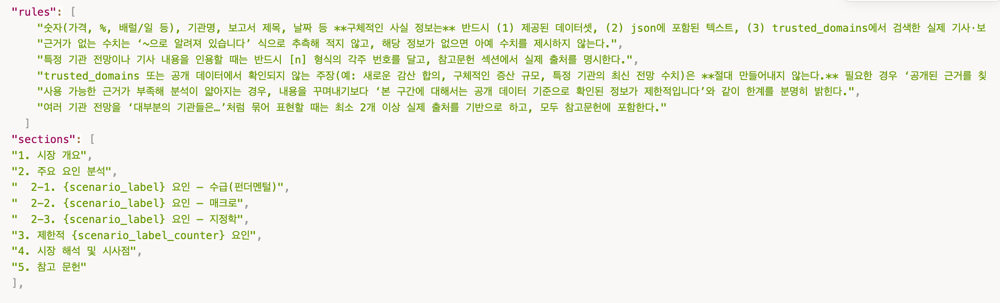 "rules": [
"숫자(가격, %, 배럴/일 등), 기관명, 보고서 제목, 날짜 등 **구체적인 사실 정보는** 반드시 (1) 제공된 데이터셋, (2) json에 포함된 텍스트, (3) trusted_domains에서 검색한 실제 기사·보
"근거가 없는 수치는 ‘~으로 알려져 있습니다’ 식으로 추측해 적지 않고, 해당 정보가 없으면 아예 수치를 제시하지 않는다.",
"특정 기관 전망이나 기사 내용을 인용할 때는 반드시 [n] 형식의 각주 번호를 달고, 참고문헌 섹션에서 실제 출처를 명시한다.",
"trusted_domains 또는 공개 데이터에서 확인되지 않는 주장(예: 새로운 감산 합의, 구체적인 증산 규모, 특정 기관의 최신 전망 수치)은 **절대 만들어내지 않는다.** 필요한 경우 ‘공개된 근거를
"사용 가능한 근거가 부족해 분석이 얇아지는 경우, 내용을 꾸며내기보다 ‘본 구간에 대해서는 공개 데이터 기준으로 확인된 정보가 제한적입니다’와 같이 한계를 분명히 밝힌다.",
"여러 기관 전망을 ‘대부분의 기관들은…’처럼 묶어 표현할 때는 최소 2개 이상 실제 출처를 기반으로 하고, 모두 참고문헌에 포함한다."
]
"sections": [
"1. 시장 개요",
"2. 주요 요인 분석",
"  2-1. {scenario_label} 요인 – 수급(펀더멘털)",
"  2-2. {scenario_label} 요인 – 매크로",
"  2-3. {scenario_label} 요인 – 지정학",
"3. 제한적 {scenario_label_counter} 요인",
"4. 시장 해석 및 시사점",
"5. 참고 문헌"
],